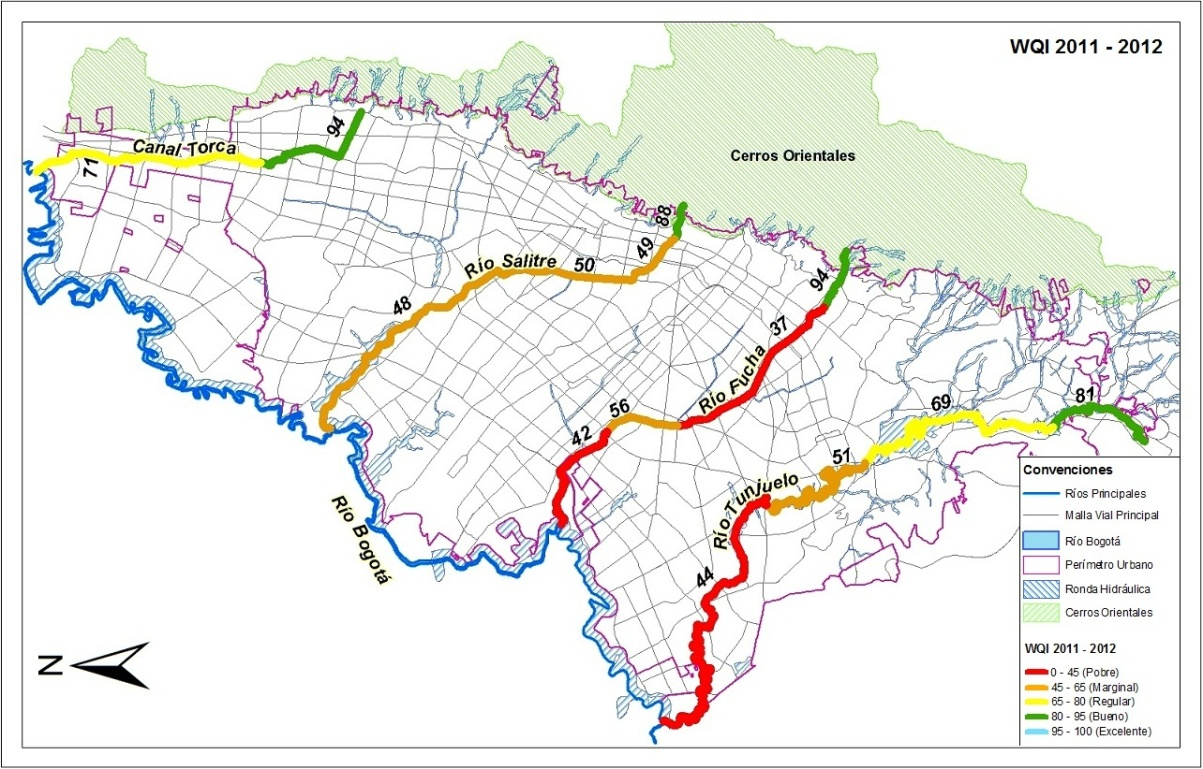 WQI 2011 - 2012
94
Canal Torca
71
Cerros Orientales
88
49
Río Salitre
50
94
48
37
Río Fucha
81
69
56
42
51
Río Tunjuelo
Río Bogotá
44
N
Convenciones
Ríos Principales
Malla Vial Principal
Río Bogotá
Perímetro Urbano
Ronda Hidráulica
Cerros Orientales
WQI 2011 - 2012
0 - 45 (Pobre)
45 - 65 (Marginal)
65 - 80 (Regular)
80 - 95 (Bueno)
95 - 100 (Excelente)